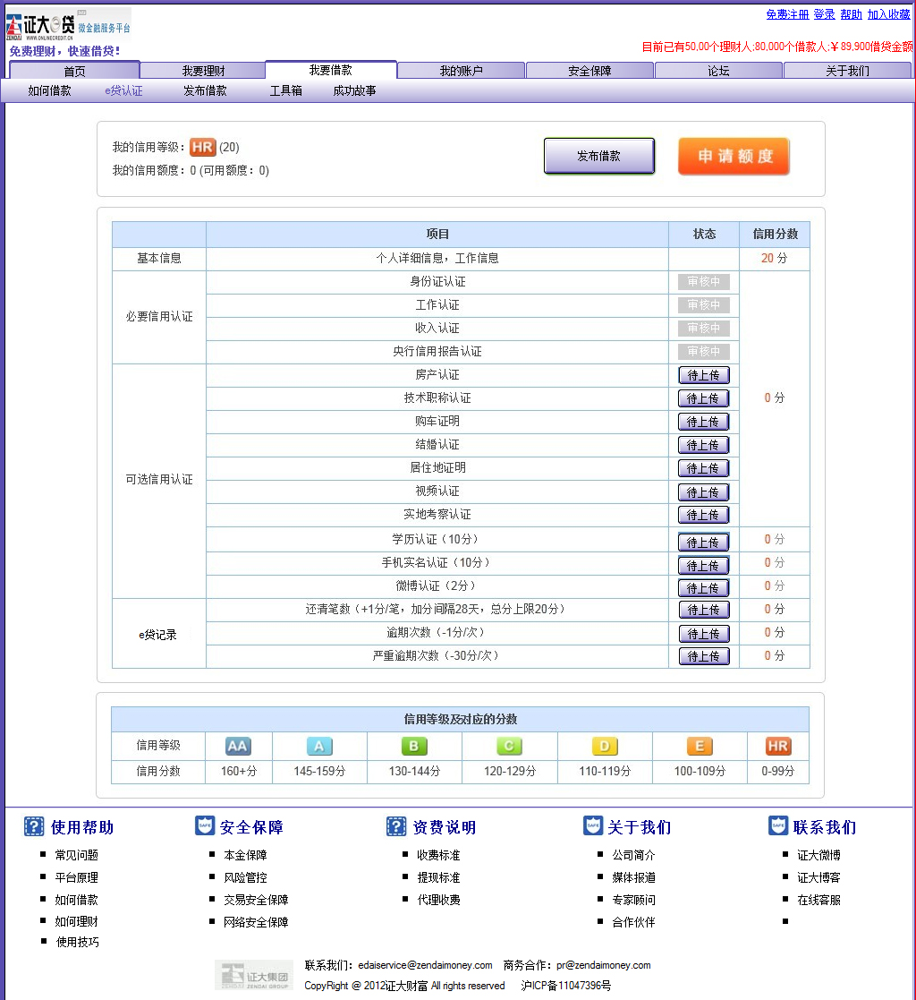 免费注册 登录 帮助 加入收藏
证大e贷 微金融服务平台
ZENDAI WWW.ONLINECREDIT.CN
免费理财，快速借贷！
目前已有50,00个理财人;80,000个借款人;￥89,900借贷金额
首页 我要理财 我要借款 我的账户 安全保障 论坛 关于我们
如何借款 e贷认证 发布借款 工具箱 成功故事
我的信用等级：HR (20)
我的信用额度：0 (可用额度：0)
发布借款 申请额度
项目 状态 信用分数
基本信息 个人详细信息，工作信息 20 分
必要信用认证
身份证认证 审核中
工作认证 审核中
收入认证 审核中
央行信用报告认证 审核中
可选信用认证
房产认证 待上传
技术职称认证 待上传 0 分
购车证明 待上传
结婚认证 待上传
居住地证明 待上传
视频认证 待上传
实地考察认证 待上传
学历认证（10分） 待上传 0 分
手机实名认证（10分） 待上传 0 分
微博认证（2分） 待上传 0 分
e贷记录
还清笔数（+1分/笔，加分间隔28天，总分上限20分） 待上传 0 分
逾期次数（-1分/次） 待上传 0 分
严重逾期次数（-30分/次） 待上传 0 分
信用等级及对应的分数
信用等级 AA A B C D E HR
信用分数 160+分 145-159分 130-144分 120-129分 110-119分 100-109分 0-99分
使用帮助 安全保障 资费说明 关于我们 联系我们
常见问题 本金保障 收费标准 公司简介 证大微博
平台原理 风险管控 提现标准 媒体报道 证大博客
如何借款 交易安全保障 代理收费 专家顾问 在线客服
如何理财 网络安全保障 合作伙伴
使用技巧
证大集团
ZENDAI GROUP
联系我们：edaiservice@zendaimoney.com 商务合作：pr@zendaimoney.com
CopyRight @ 2012证大财富 All rights reserved 沪ICP备11047396号